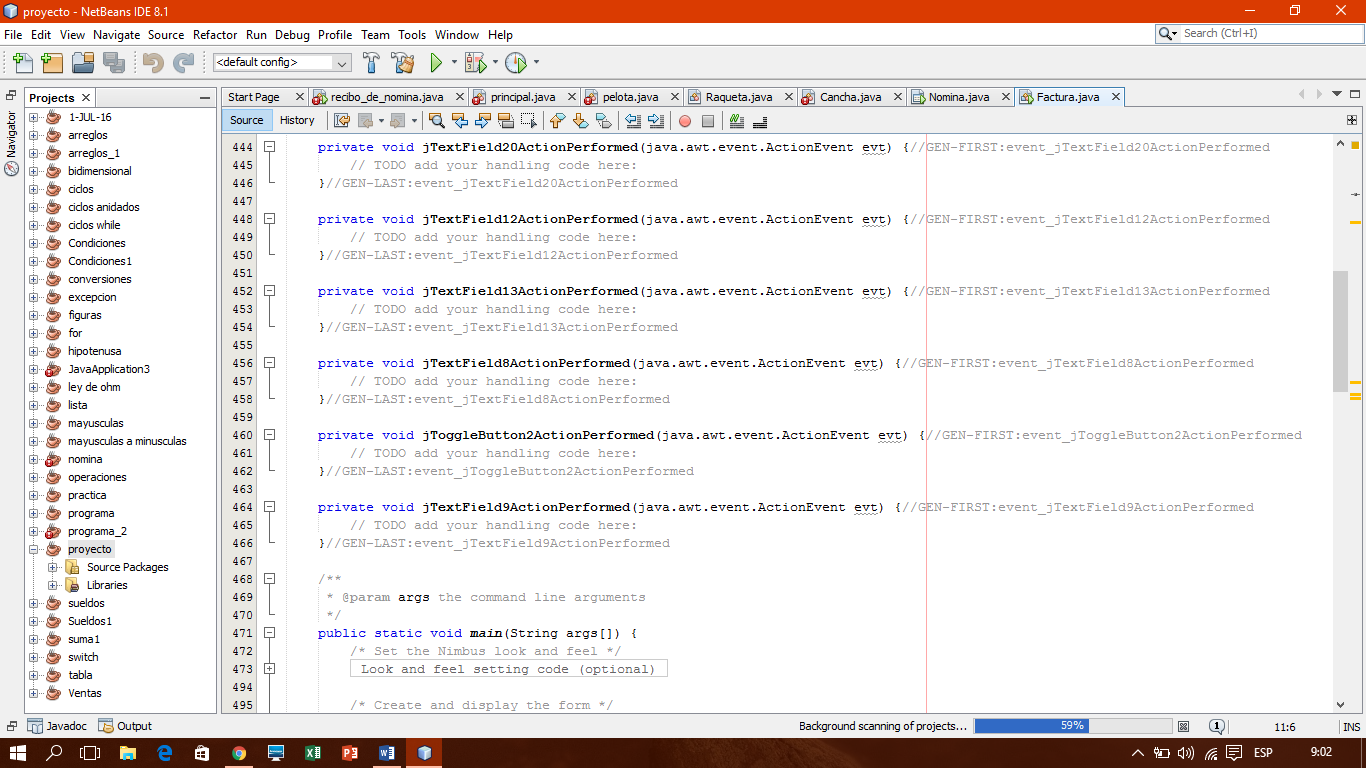 proyecto - NetBeans IDE 8.1
File Edit View Navigate Source Refactor Run Debug Profile Team Tools Window Help
Search (Ctrl+I)
<default config>
Navigator
Projects
1-JUL-16
arreglos
arreglos_1
bidimensional
ciclos
ciclos anidados
ciclos while
Condiciones
Condiciones1
conversiones
excepcion
figuras
for
hipotenusa
JavaApplication3
ley de ohm
lista
mayusculas
mayusculas a minusculas
nomina
operaciones
practica
programa
programa_2
proyecto
Source Packages
Libraries
sueldos
Sueldos1
suma1
switch
tabla
Ventas
Start Page recibo_de_nomina.java principal.java pelota.java Raqueta.java Cancha.java Nomina.java Factura.java
Source History
444 private void jTextField20ActionPerformed(java.awt.event.ActionEvent evt) {//GEN-FIRST:event_jTextField20ActionPerformed
445 // TODO add your handling code here:
446 }//GEN-LAST:event_jTextField20ActionPerformed
447
448 private void jTextField12ActionPerformed(java.awt.event.ActionEvent evt) {//GEN-FIRST:event_jTextField12ActionPerformed
449 // TODO add your handling code here:
450 }//GEN-LAST:event_jTextField12ActionPerformed
451
452 private void jTextField13ActionPerformed(java.awt.event.ActionEvent evt) {//GEN-FIRST:event_jTextField13ActionPerformed
453 // TODO add your handling code here:
454 }//GEN-LAST:event_jTextField13ActionPerformed
455
456 private void jTextField8ActionPerformed(java.awt.event.ActionEvent evt) {//GEN-FIRST:event_jTextField8ActionPerformed
457 // TODO add your handling code here:
458 }//GEN-LAST:event_jTextField8ActionPerformed
459
460 private void jToggleButton2ActionPerformed(java.awt.event.ActionEvent evt) {//GEN-FIRST:event_jToggleButton2ActionPerformed
461 // TODO add your handling code here:
462 }//GEN-LAST:event_jToggleButton2ActionPerformed
463
464 private void jTextField9ActionPerformed(java.awt.event.ActionEvent evt) {//GEN-FIRST:event_jTextField9ActionPerformed
465 // TODO add your handling code here:
466 }//GEN-LAST:event_jTextField9ActionPerformed
467
468 /**
469 * @param args the command line arguments
470 */
471 public static void main(String args[]) {
472 /* Set the Nimbus look and feel */
473 Look and feel setting code (optional)
494
495 /* Create and display the form */
Javadoc Output
Background scanning of projects... 59% 1 11:6 INS
ESP 9:02